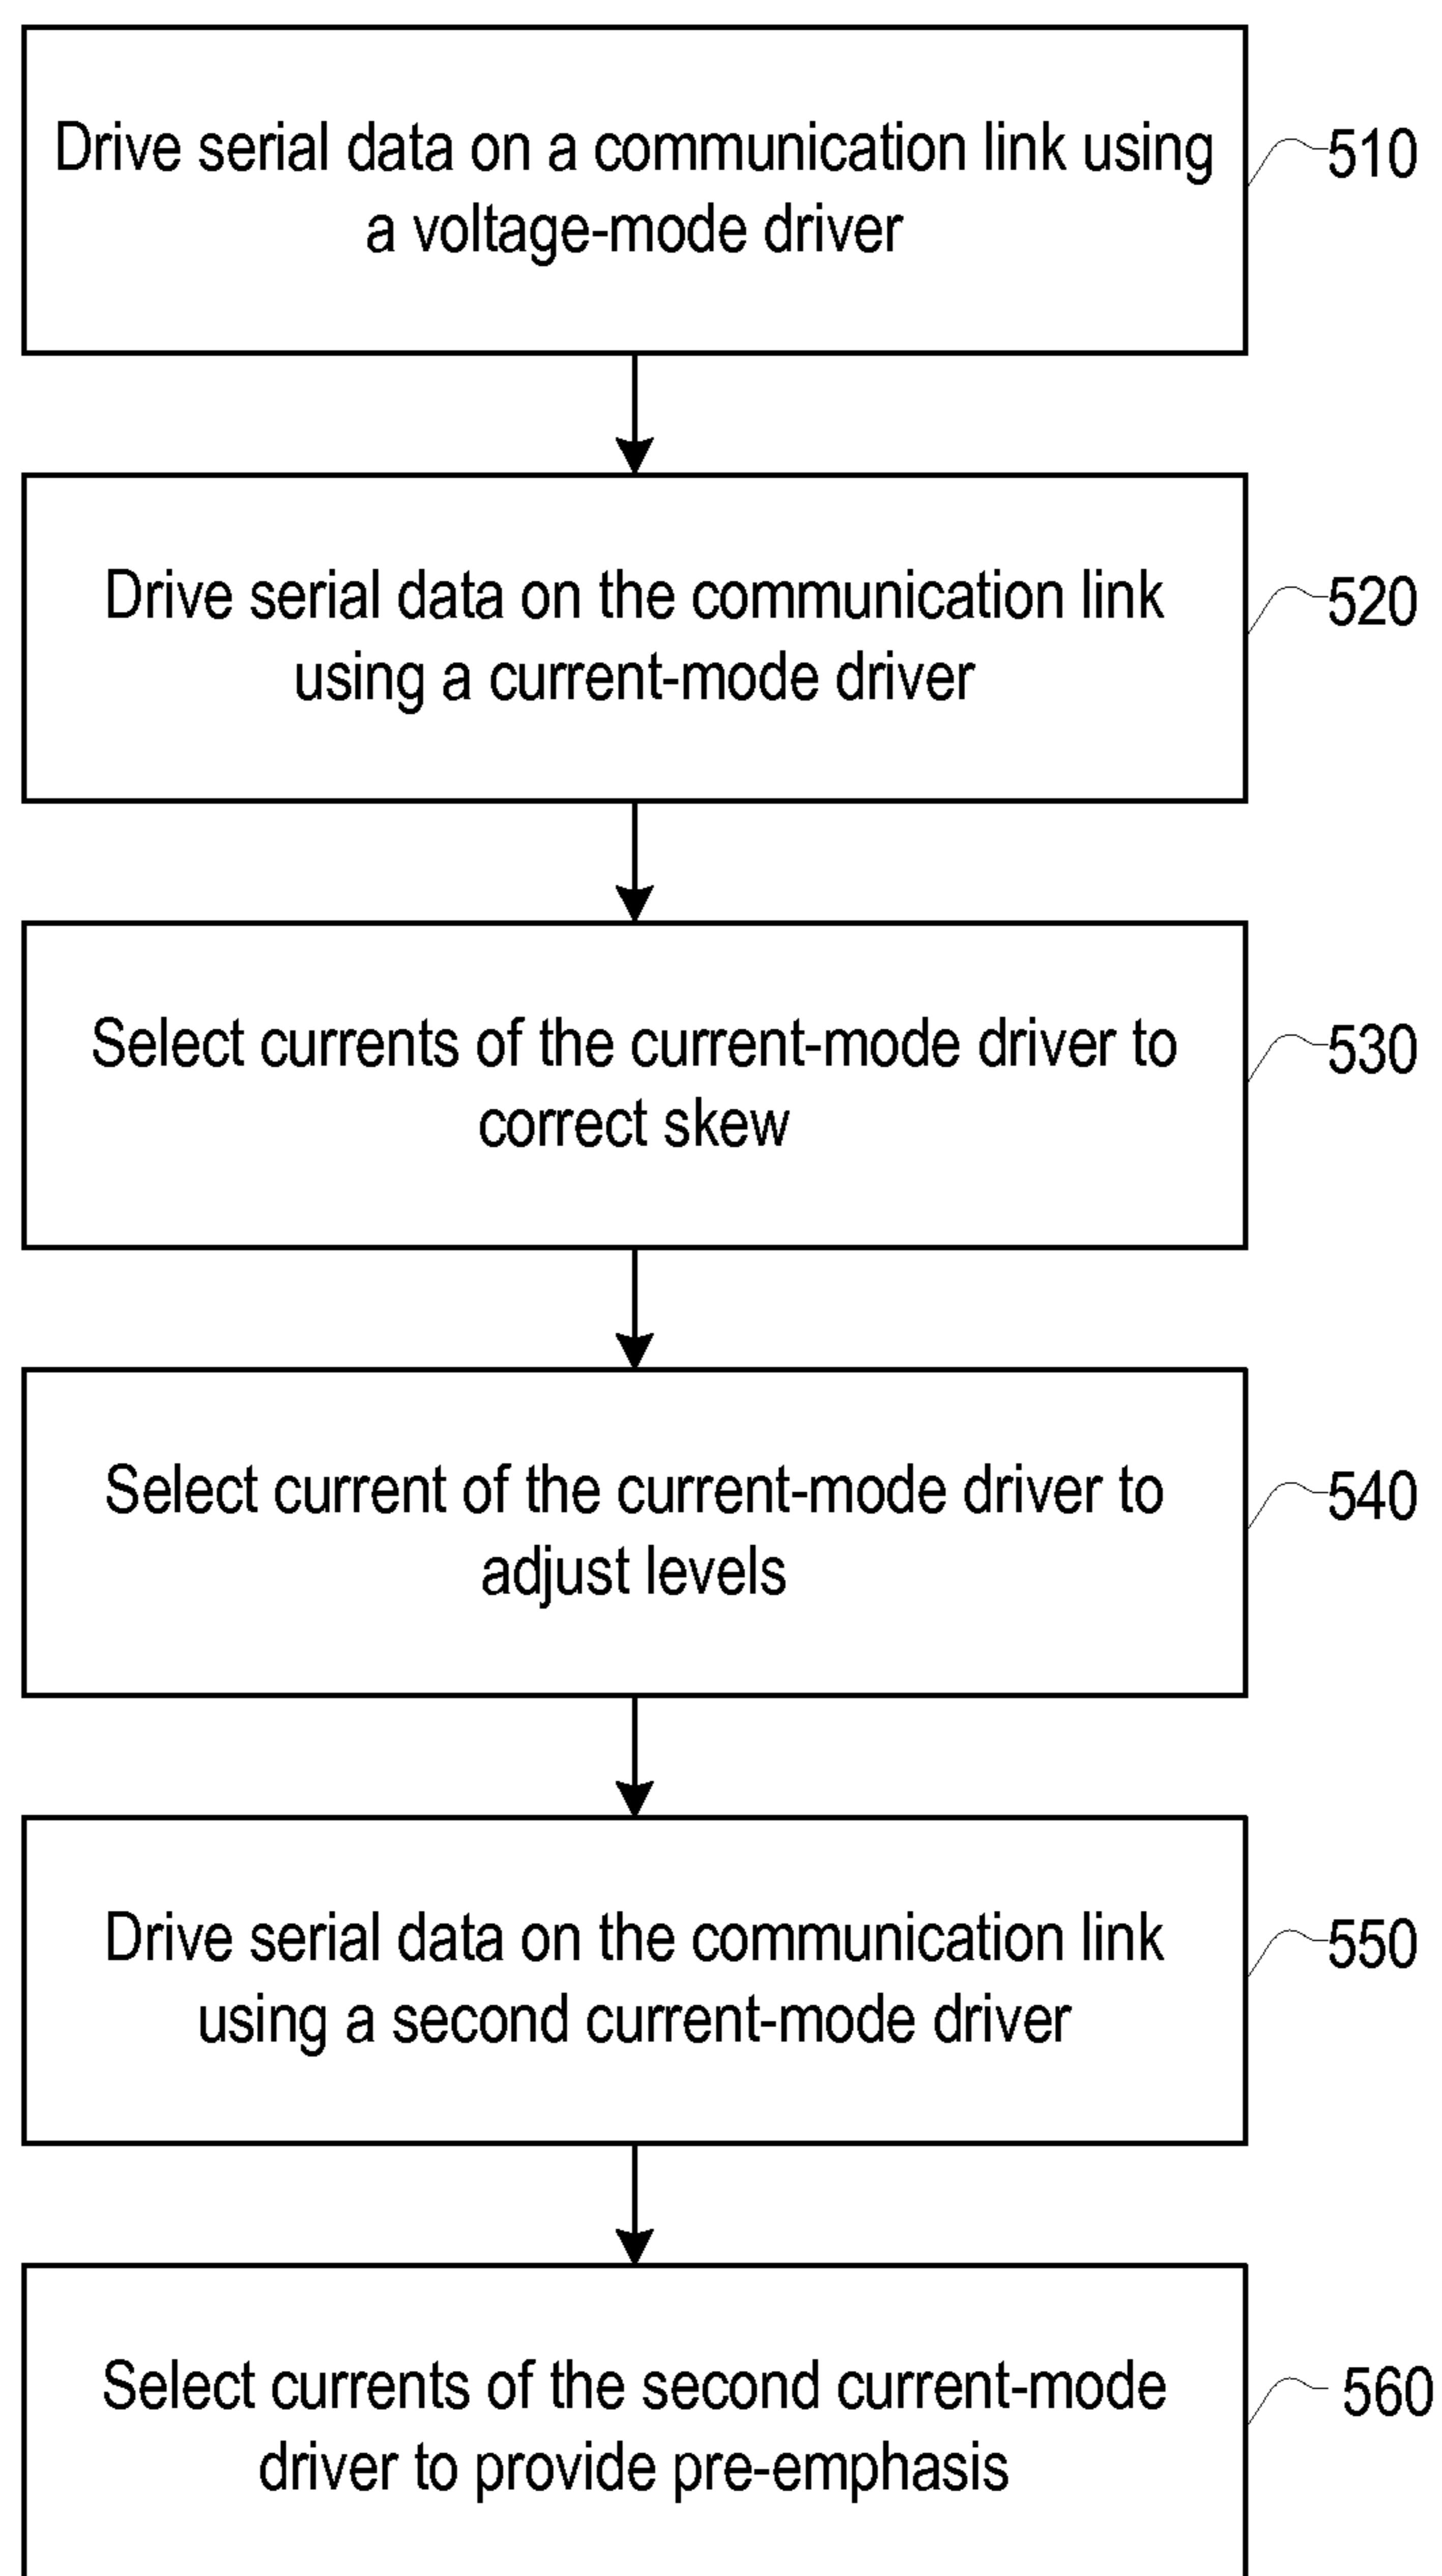 Drive serial data on a communication link using
a voltage-mode driver
510
Drive serial data on the communication link
using a current-mode driver
520
Select currents of the current-mode driver to
correct skew
530
Select current of the current-mode driver to
adjust levels
540
Drive serial data on the communication link
using a second current-mode driver
550
Select currents of the second current-mode
driver to provide pre-emphasis
560